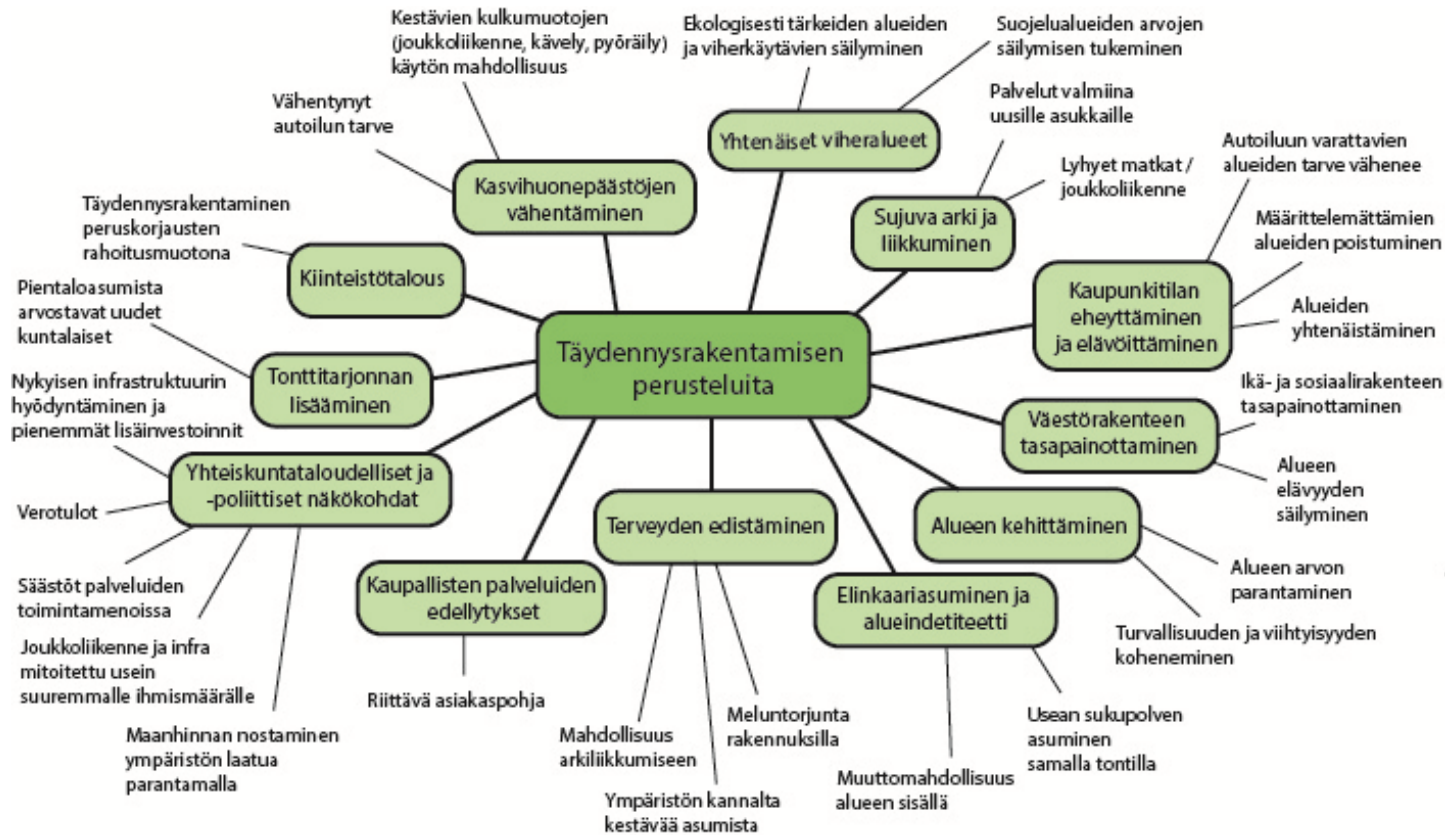 Kestävien kulkumuotojen
(joukkoliikenne, kävely, pyöräily)
käytön mahdollisuus
Ekologisesti tärkeiden alueiden
ja viherkäytävien säilyminen
Suojelualueiden arvojen
säilymisen tukeminen
Vähentynyt
autoilun tarve
Palvelut valmiina
uusille asukkaille
Yhtenäiset viheralueet
Autoiluun varattavien
alueiden tarve vähenee
Lyhyet matkat /
joukkoliikenne
Kasvihuonepäästöjen
vähentäminen
Täydennysrakentaminen
peruskorjausten
rahoitusmuotona
Sujuva arki ja
liikkuminen
Määrittelemättämien
alueiden poistuminen
Kiinteistötalous
Kaupunkitilan
eheyttäminen
ja elävöittäminen
Alueiden
yhtenäistäminen
Pientaloasumista
arvostavat uudet
kuntalaiset
Täydennysrakentamisen
perusteluita
Tonttitarjonnan
lisääminen
Ikä- ja sosiaalirakenteen
tasapainottaminen
Nykyisen infrastruktuurin
hyödyntäminen ja
pienemmät lisäinvestoinnit
Väestörakenteen
tasapainottaminen
Yhteiskuntataloudelliset ja
-poliittiset näkökohdat
Alueen
elävyyden
säilyminen
Verotulot
Terveyden edistäminen
Alueen kehittäminen
Alueen arvon
parantaminen
Säästöt palveluiden
toimintamenoissa
Kaupallisten palveluiden
edellytykset
Elinkaariasuminen ja
alueindetiteetti
Turvallisuuden ja viihtyisyyden
koheneminen
Joukkoliikenne ja infra
mitoitettu usein
suuremmalle ihmismäärälle
Riittävä asiakaspohja
Maanhinnan nostaminen
ympäristön laatua
parantamalla
Mahdollisuus
arkiliikkumiseen
Meluntorjunta
rakennuksilla
Usean sukupolven
asuminen
samalla tontilla
Muuttomahdollisuus
alueen sisällä
Ympäristön kannalta
kestävää asumista